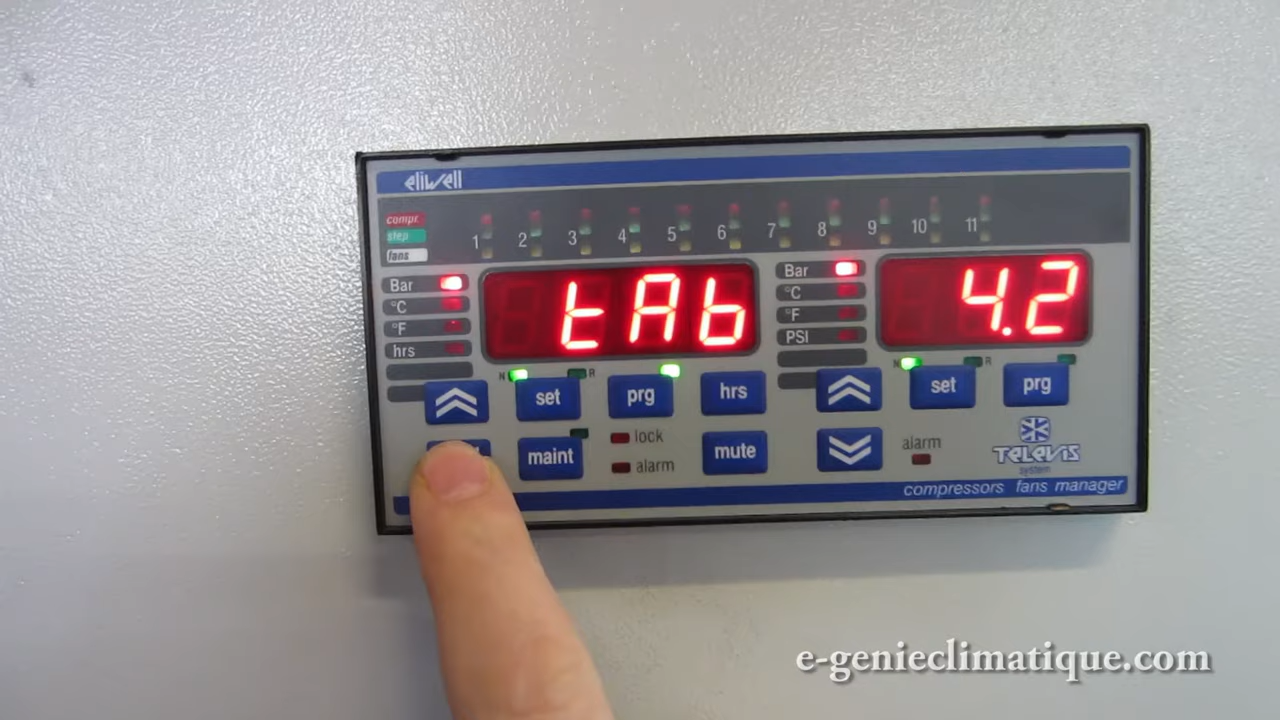 eliwell
compr.
step
fans
1 2 3 4 5 6 7 8 9 10 11
Bar
°C
°F
hrs
tAb
Bar
°C
°F
PSI
4.2
N R
set
prg
hrs
N R
set
prg
maint
lock
alarm
mute
alarm
TELEVIS
system
compressors fans manager
e-genieclimatique.com